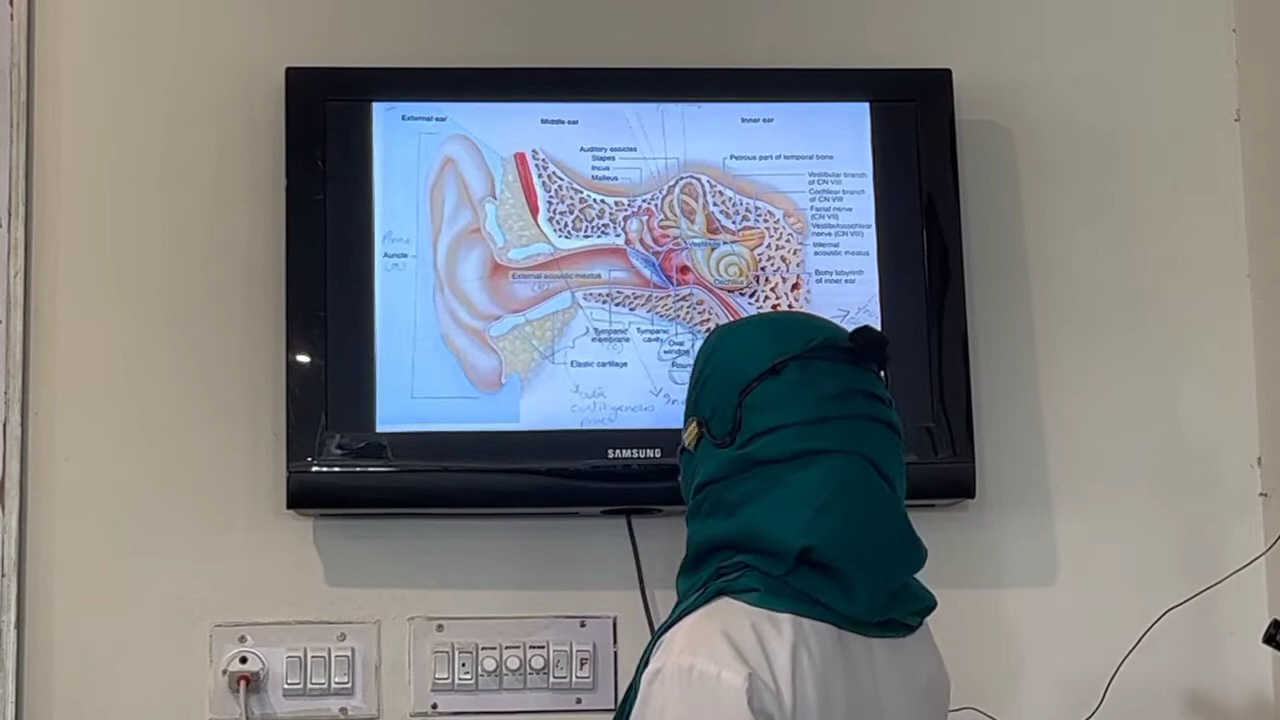 External ear
Middle ear
Inner ear
Auditory ossicles
Stapes
Incus
Malleus
Petrous part of temporal bone
Vestibular branch
of CN VIII
Cochlear branch
of CN VIII
Facial nerve
(CN VII)
Vestibulocochlear
nerve (CN VIII)
Internal
acoustic meatus
Bony labyrinth
of inner ear
Pinna
Auricle
Vestibule
External acoustic meatus
Cochlea
Tympanic
membrane
Tympanic
cavity
Oval
window
Elastic cartilage
SAMSUNG
F